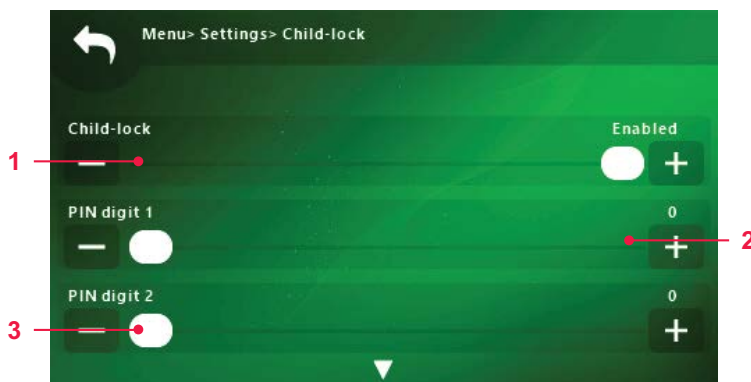 Menu> Settings> Child-lock
Child-lock Enabled
1
PIN digit 1 0
2
PIN digit 2 0
3